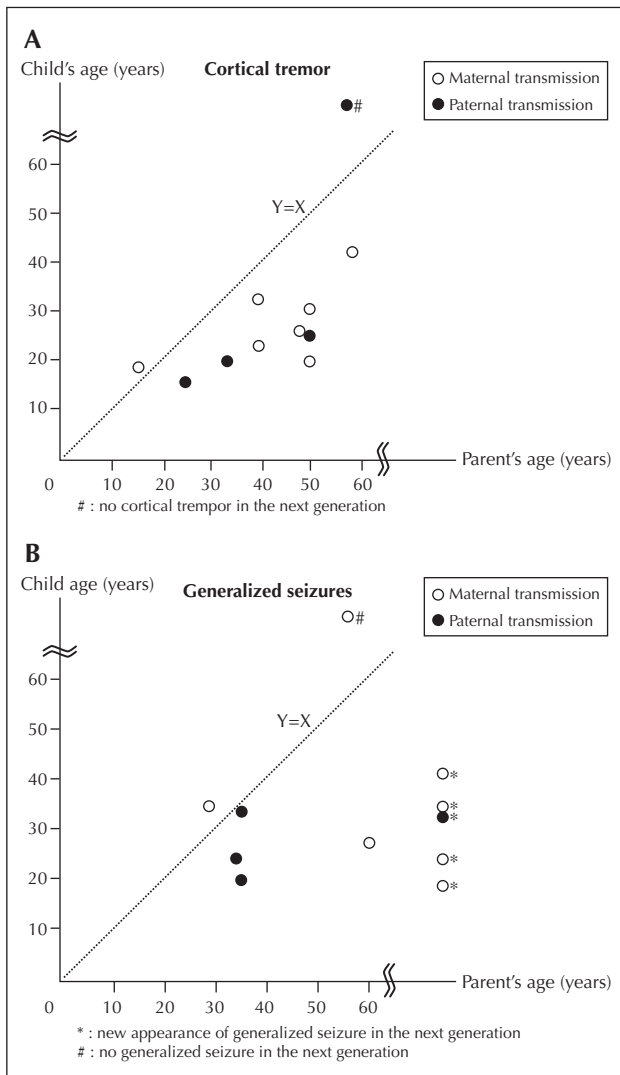 A
Child's age (years)
Cortical tremor
○ Maternal transmission
● Paternal transmission
#
60
Y=X
50
40
30
20
10
Parent's age (years)
0 10 20 30 40 50 60
# : no cortical trempor in the next generation
B
Child age (years)
Generalized seizures
○ Maternal transmission
● Paternal transmission
#
60
Y=X
50
40
*
*
*
30
*
20
*
10
Parent's age (years)
0 10 20 30 40 50 60
* : new appearance of generalized seizure in the next generation
# : no generalized seizure in the next generation